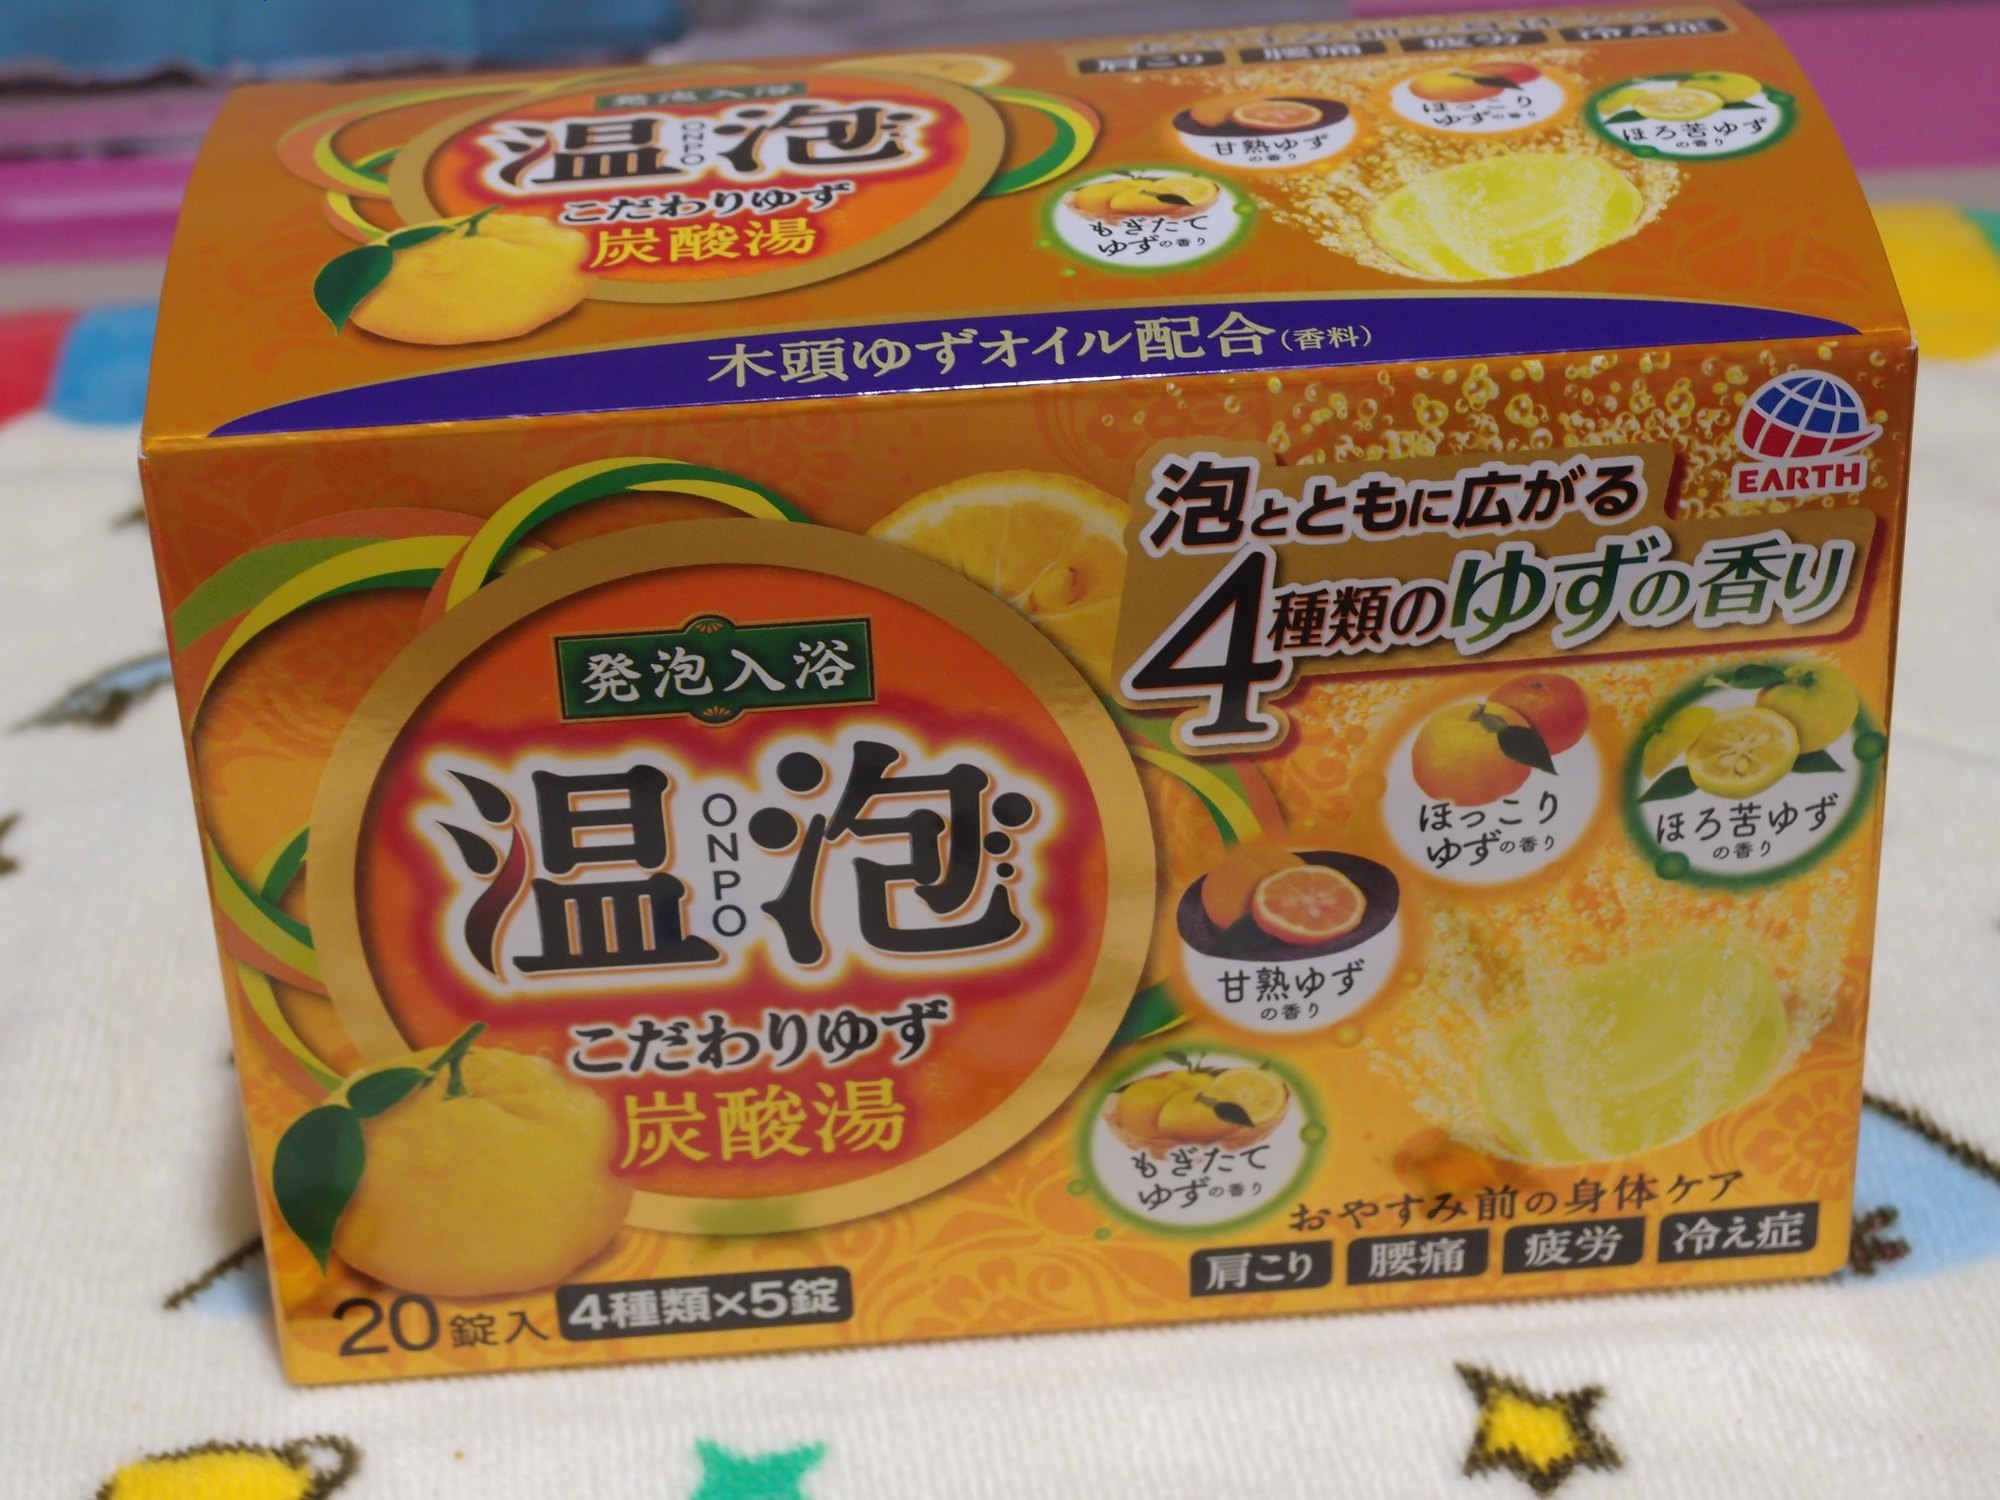 肩こり 腰痛 疲労 冷え症
発泡入浴
温泡
ONPO
こだわりゆず
炭酸湯
もぎたて
ゆずの香り
甘熟ゆず
の香り
ほっこり
ゆずの香り
ほろ苦ゆず
の香り
木頭ゆずオイル配合(香料)
EARTH
泡とともに広がる
4種類のゆずの香り
発泡入浴
温泡
ONPO
こだわりゆず
炭酸湯
ほっこり
ゆずの香り
ほろ苦ゆず
の香り
甘熟ゆず
の香り
もぎたて
ゆずの香り
おやすみ前の身体ケア
肩こり 腰痛 疲労 冷え症
20錠入 4種類×5錠